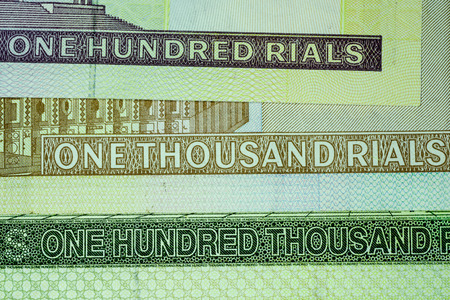 ONE HUNDRED RIALS
ONE THOUSAND RIALS
ONE HUNDRED THOUSAND R